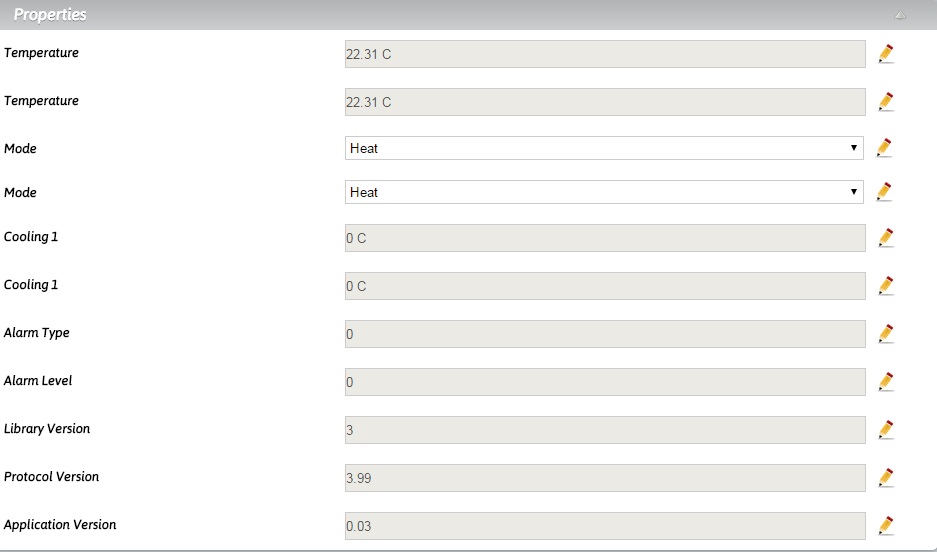 Properties
Temperature 22.31 C
Temperature 22.31 C
Mode Heat
Mode Heat
Cooling 1 0 C
Cooling 1 0 C
Alarm Type 0
Alarm Level 0
Library Version 3
Protocol Version 3.99
Application Version 0.03